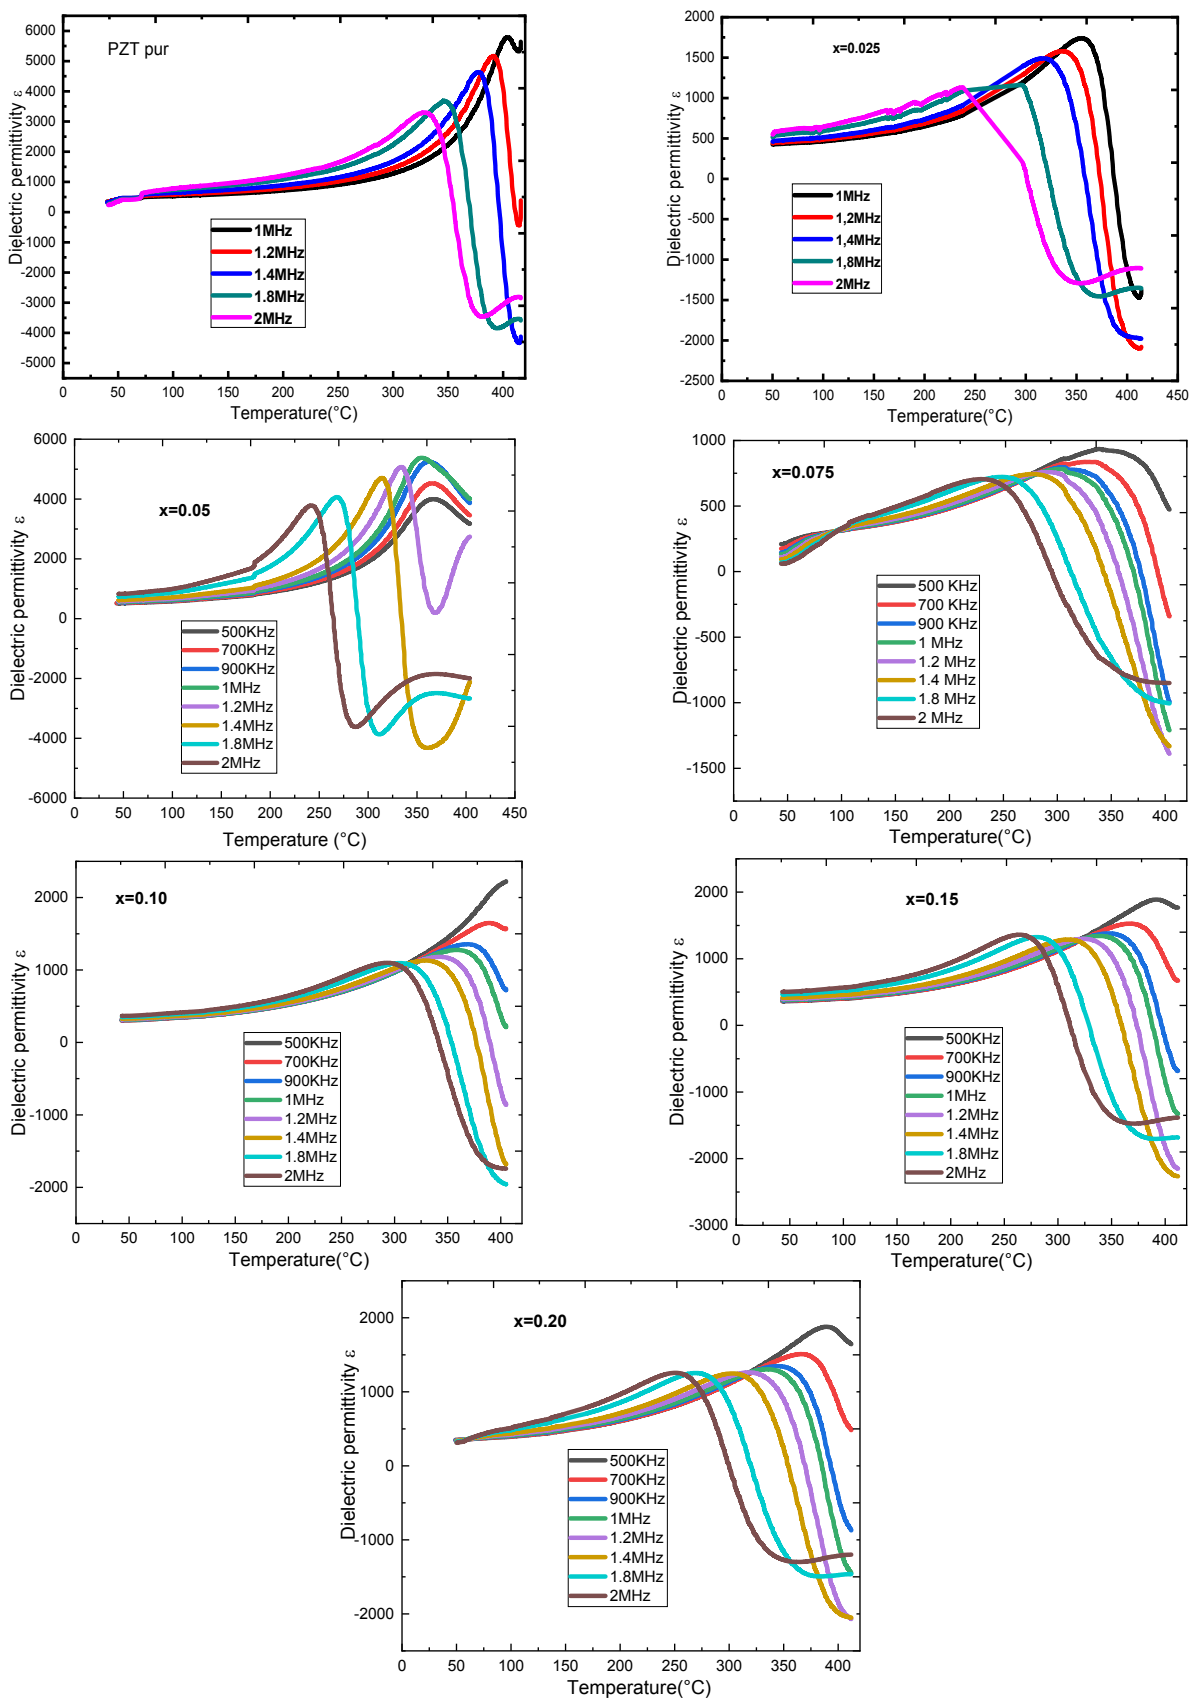 PZT pur
Dielectric permittivity ε
6000
5000
4000
3000
2000
1000
0
-1000
-2000
-3000
-4000
-5000
1MHz
1.2MHz
1.4MHz
1.8MHz
2MHz
0 50 100 150 200 250 300 350 400
Temperature(°C)
x=0.025
Dielectric permittivity ε
2000
1500
1000
500
0
-500
-1000
-1500
-2000
-2500
1MHz
1,2MHz
1,4MHz
1,8MHz
2MHz
0 50 100 150 200 250 300 350 400 450
Temperature(°C)
x=0.05
Dielectric permittivity ε
6000
4000
2000
0
-2000
-4000
-6000
500KHz
700KHz
900KHz
1MHz
1.2MHz
1.4MHz
1.8MHz
2MHz
0 50 100 150 200 250 300 350 400 450
Temperature (°C)
x=0.075
Dielectric permittivity ε
1000
500
0
-500
-1000
-1500
500 KHz
700 KHz
900 KHz
1 MHz
1.2 MHz
1.4 MHz
1.8 MHz
2 MHz
0 50 100 150 200 250 300 350 400
Temperature(°C)
x=0.10
Dielectric permittivity ε
2000
1000
0
-1000
-2000
500KHz
700KHz
900KHz
1MHz
1.2MHz
1.4MHz
1.8MHz
2MHz
0 50 100 150 200 250 300 350 400
Temperature(°C)
x=0.15
Dielectric permittivity ε
2000
1000
0
-1000
-2000
-3000
500KHz
700KHz
900KHz
1MHz
1.2MHz
1.4MHz
1.8MHz
2MHz
0 50 100 150 200 250 300 350 400
Temperature(°C)
x=0.20
Dielectric permittivity ε
2000
1000
0
-1000
-2000
500KHz
700KHz
900KHz
1MHz
1.2MHz
1.4MHz
1.8MHz
2MHz
0 50 100 150 200 250 300 350 400
Temperature(°C)